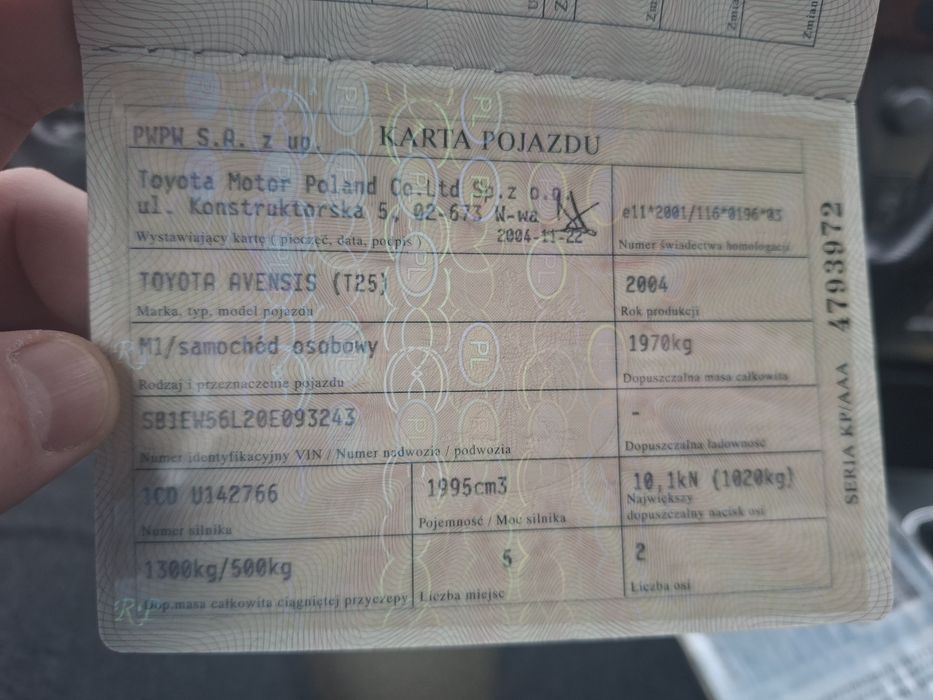 Zmian
Zmian
Zmian
PWPW S.A. z up.
KARTA POJAZDU
Toyota Motor Poland Co.Ltd Sp.z o.o
ul. Konstruktorska 5, 02-673 W-wa
2004-11-22
Wystawiający kartę ( pieczęć, data, podpis )
e11*2001/116*0196*03
Numer świadectwa homologacji
TOYOTA AVENSIS (T25)
Marka, typ, model pojazdu
2004
Rok produkcji
M1/samochód osobowy
Rodzaj i przeznaczenie pojazdu
1970kg
Dopuszczalna masa całkowita
SB1EW56L20E093243
Numer identyfikacyjny VIN / Numer nadwozia / podwozia
-
Dopuszczalna ładowność
1CD U142766
Numer silnika
1995cm3
Pojemność / Moc silnika
10,1kN (1020kg)
Największy
dopuszczalny nacisk osi
1300kg/500kg
Dop.masa całkowita ciągniętej przyczepy
5
Liczba miejsc
2
Liczba osi
SERIA KP/AAA 4793972